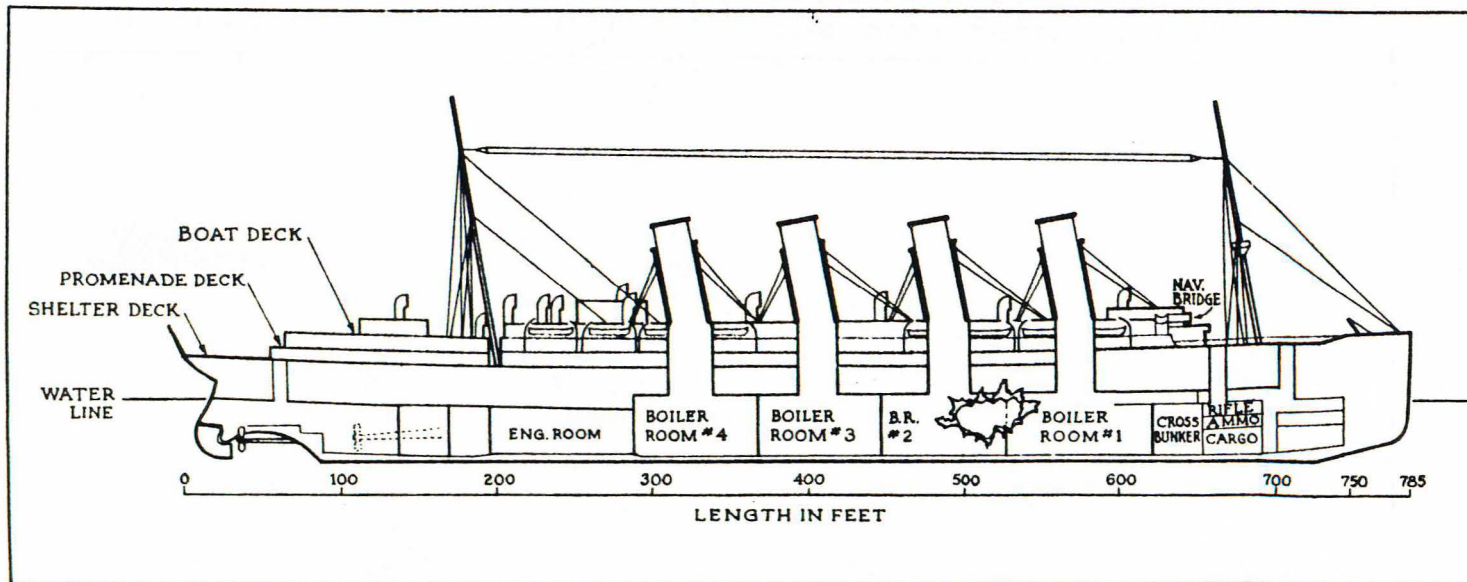 BOAT DECK
PROMENADE DECK
SHELTER DECK
NAV.
BRIDGE
WATER
LINE
ENG. ROOM
BOILER
ROOM #4
BOILER
ROOM #3
B.R.
#2
BOILER
ROOM #1
CROSS
BUNKER
RIFLE
AMMO
CARGO
0 100 200 300 400 500 600 700 750 785
LENGTH IN FEET